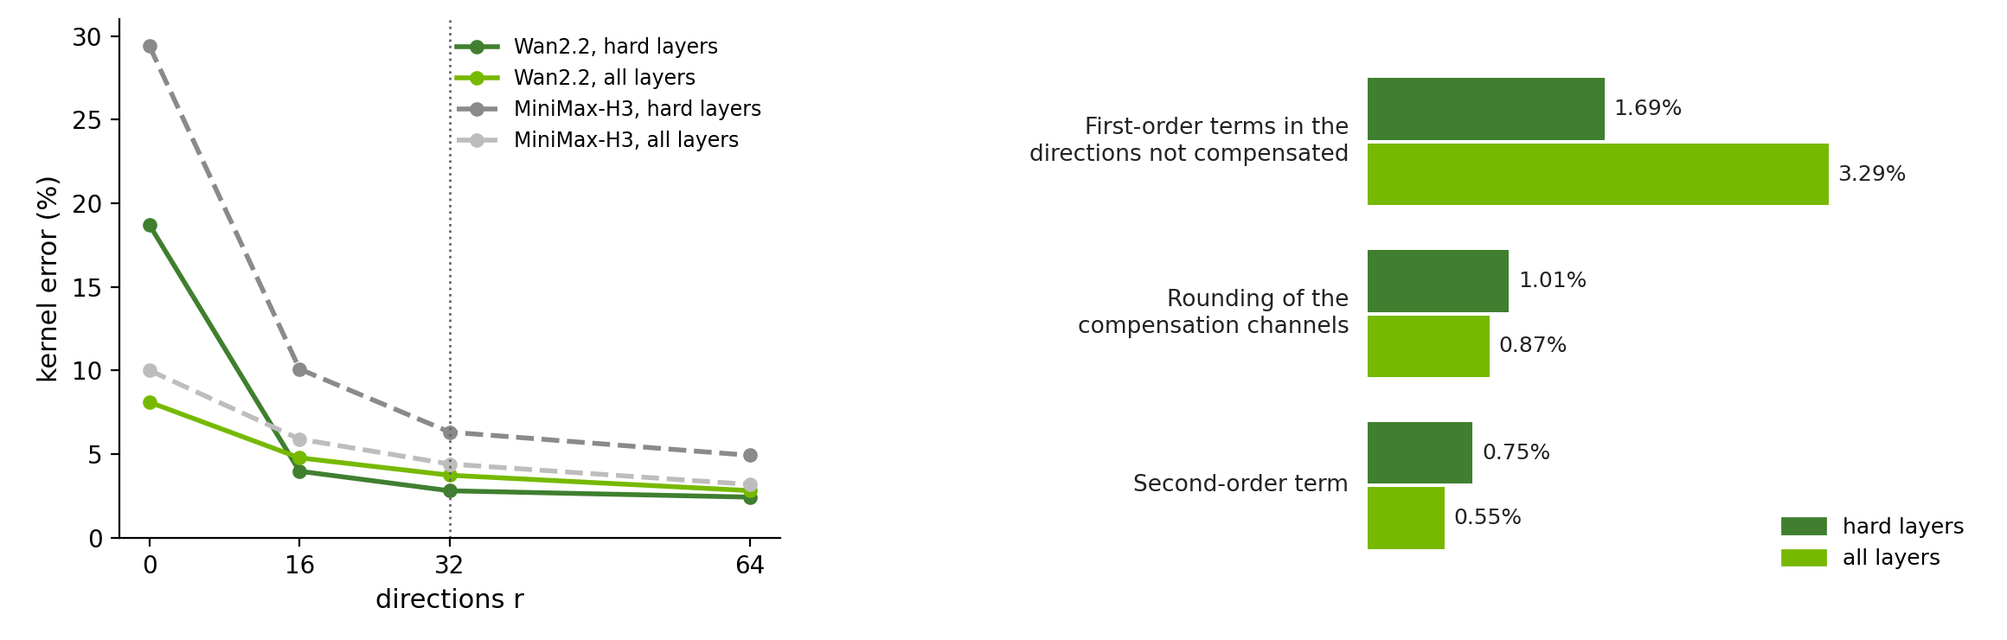 30
25
20
15
10
5
0
kernel error (%)
0
16
32
64
directions r
Wan2.2, hard layers
Wan2.2, all layers
MiniMax-H3, hard layers
MiniMax-H3, all layers
First-order terms in the
directions not compensated
1.69%
3.29%
Rounding of the
compensation channels
1.01%
0.87%
Second-order term
0.75%
0.55%
hard layers
all layers